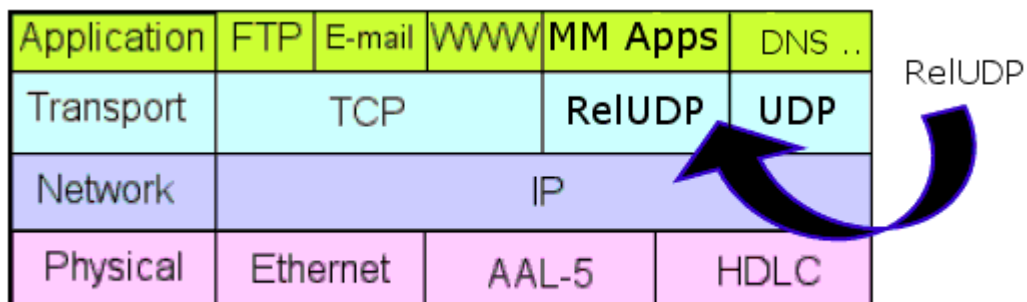 Application FTP E-mail WWW MM Apps DNS ..
RelUDP
Transport TCP RelUDP UDP
Network IP
Physical Ethernet AAL-5 HDLC